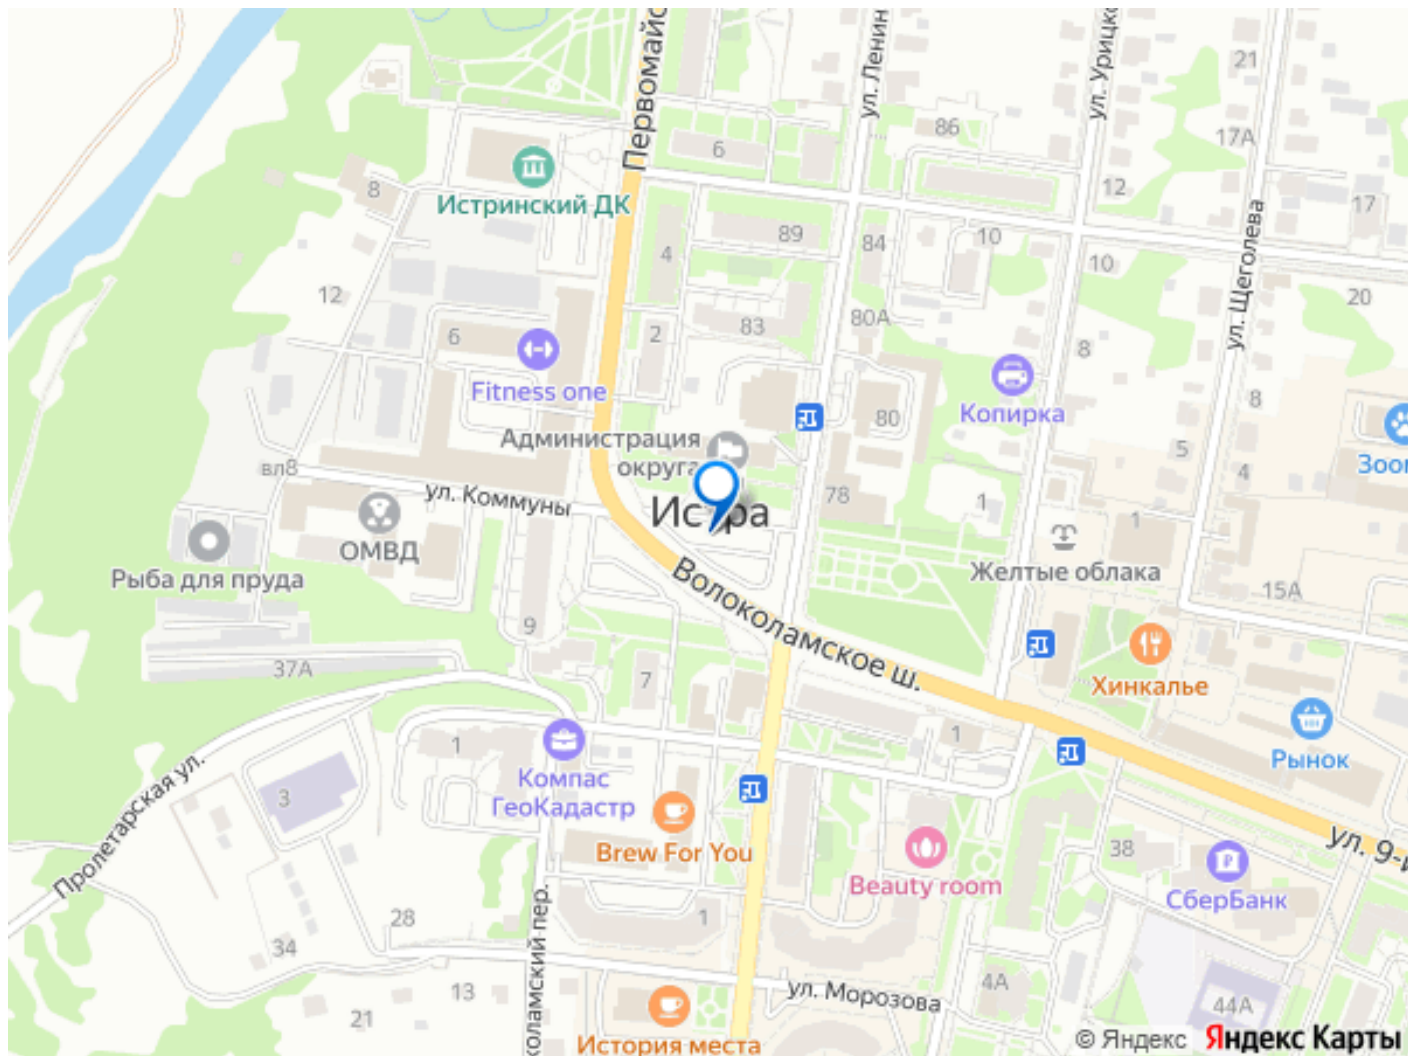 Первомайс
ул. Ленин
ул. Урицко
21
86
17А
6
8
12
17
Истринский ДК
ул. Щеголева
89
84
10
4
10
12
20
80А
83
2
6
8
Fitness one
Копирка
8
80
Администрация
округа
5
Зоом
вл8
4
ул. Коммуны
78
1
Истра
1
ОМВД
Рыба для пруда
Желтые облака
15А
Волоколамское ш.
9
37А
7
Хинкалье
1
1
Рынок
Компас
ГеоКадастр
3
Пролетарская ул.
Brew For You
38
ул. 9-й
Beauty room
СберБанк
28
1
34
коламский пер.
13
4А
ул. Морозова
44А
21
История места
© Яндекс Яндекс Карты